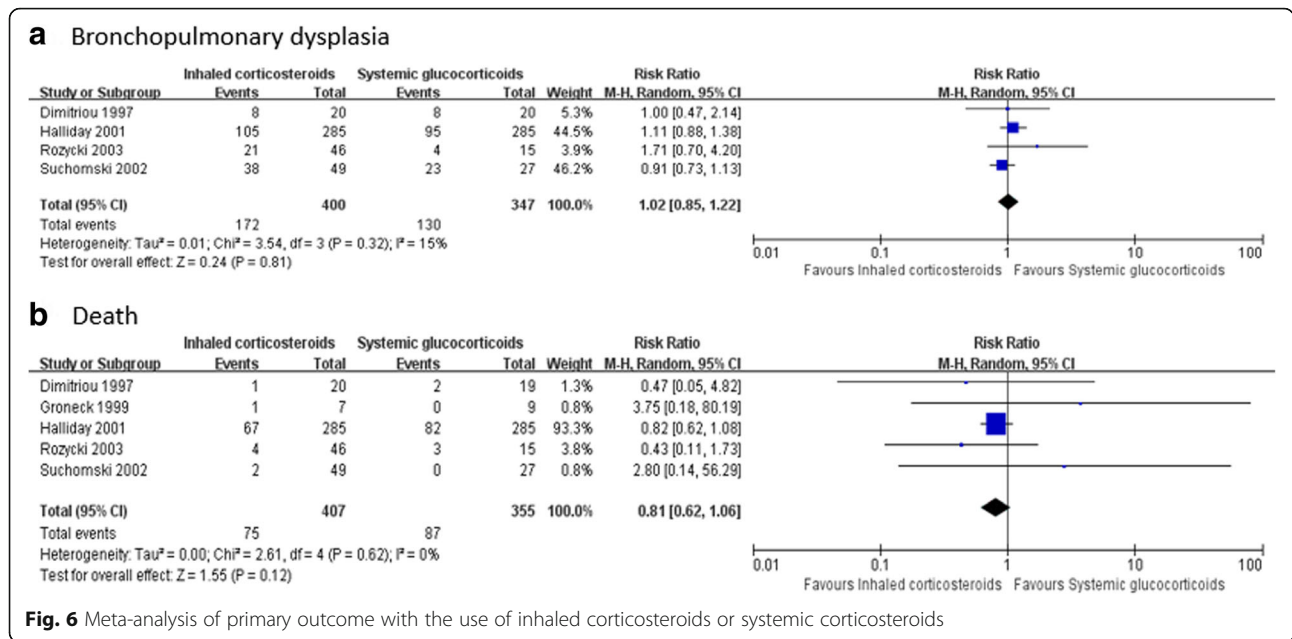 a Bronchopulmonary dysplasia
Inhaled corticosteroids Systemic glucocorticoids Risk Ratio Risk Ratio
Study or Subgroup Events Total Events Total Weight M-H, Random, 95% CI M-H, Random, 95% CI
Dimitriou 1997 8 20 8 20 5.3% 1.00 [0.47, 2.14]
Halliday 2001 105 285 95 285 44.5% 1.11 [0.88, 1.38]
Rozycki 2003 21 46 4 15 3.9% 1.71 [0.70, 4.20]
Suchomski 2002 38 49 23 27 46.2% 0.91 [0.73, 1.13]
Total (95% CI) 400 347 100.0% 1.02 [0.85, 1.22]
Total events 172 130
Heterogeneity: Tau² = 0.01; Chi² = 3.54, df = 3 (P = 0.32); I² = 15%
Test for overall effect: Z = 0.24 (P = 0.81)
0.01 0.1 1 10 100
Favours Inhaled corticosteroids Favours Systemic glucocorticoids
b Death
Inhaled corticosteroids Systemic glucocorticoids Risk Ratio Risk Ratio
Study or Subgroup Events Total Events Total Weight M-H, Random, 95% CI M-H, Random, 95% CI
Dimitriou 1997 1 20 2 19 1.3% 0.47 [0.05, 4.82]
Groneck 1999 1 7 0 9 0.8% 3.75 [0.18, 80.19]
Halliday 2001 67 285 82 285 93.3% 0.82 [0.62, 1.08]
Rozycki 2003 4 46 3 15 3.8% 0.43 [0.11, 1.73]
Suchomski 2002 2 49 0 27 0.8% 2.80 [0.14, 56.29]
Total (95% CI) 407 355 100.0% 0.81 [0.62, 1.06]
Total events 75 87
Heterogeneity: Tau² = 0.00; Chi² = 2.61, df = 4 (P = 0.62); I² = 0%
Test for overall effect: Z = 1.55 (P = 0.12)
0.01 0.1 1 10 100
Favours Inhaled corticosteroids Favours Systemic glucocorticoids
Fig. 6 Meta-analysis of primary outcome with the use of inhaled corticosteroids or systemic corticosteroids